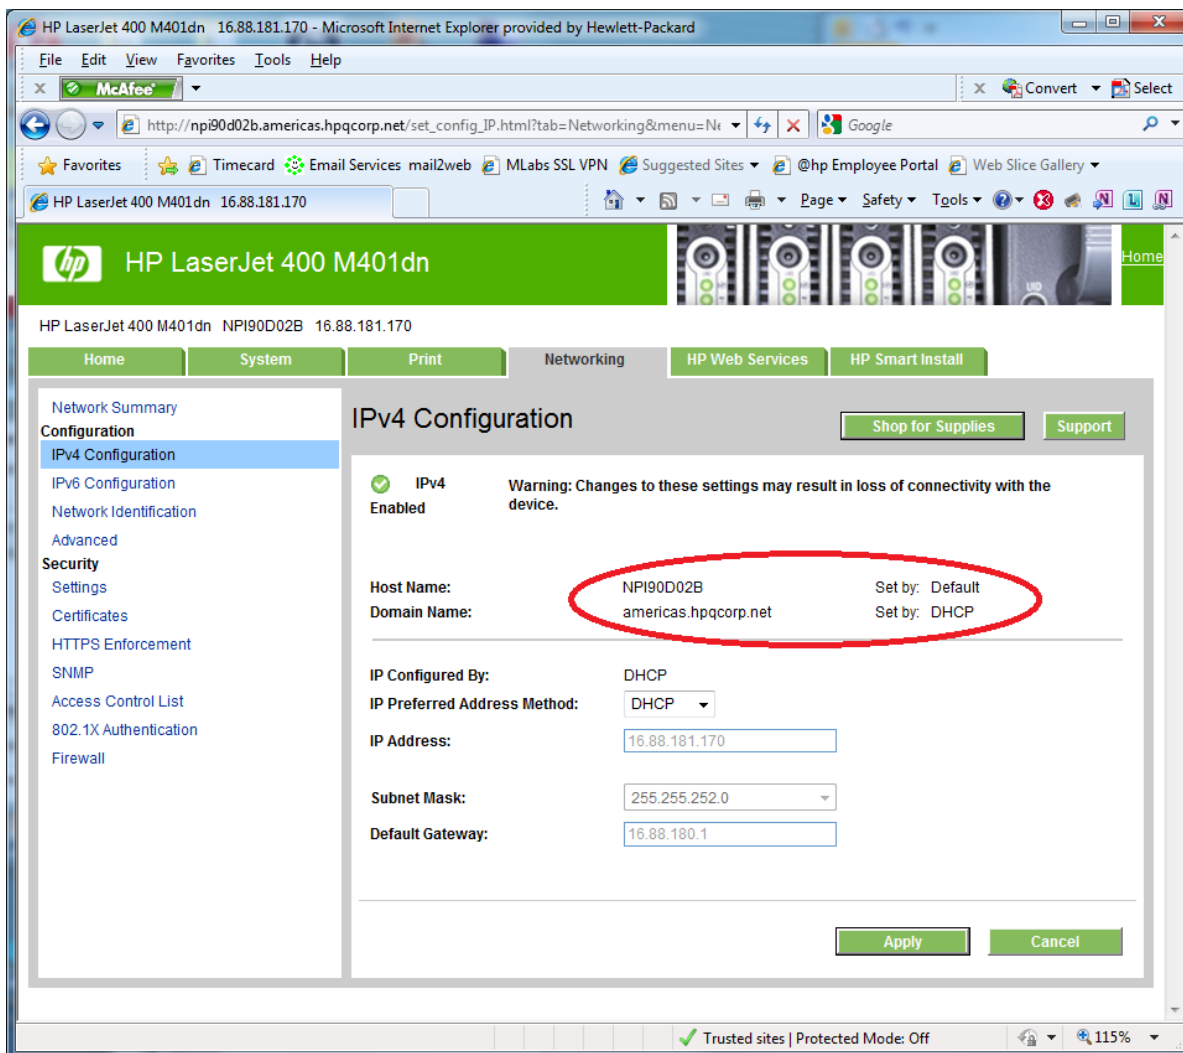 HP LaserJet 400 M401dn 16.88.181.170 - Microsoft Internet Explorer provided by Hewlett-Packard
File Edit View Favorites Tools Help
x McAfee x Convert Select
http://npi90d02b.americas.hpqcorp.net/set_config_IP.html?tab=Networking&menu=Ne Google
Favorites Timecard Email Services mail2web MLabs SSL VPN Suggested Sites @hp Employee Portal Web Slice Gallery
HP LaserJet 400 M401dn 16.88.181.170 Page Safety Tools
hp HP LaserJet 400 M401dn UID Home
HP LaserJet 400 M401dn NPI90D02B 16.88.181.170
Home System Print Networking HP Web Services HP Smart Install
Network Summary
Configuration
IPv4 Configuration
IPv6 Configuration
Network Identification
Advanced
Security
Settings
Certificates
HTTPS Enforcement
SNMP
Access Control List
802.1X Authentication
Firewall
IPv4 Configuration Shop for Supplies Support
IPv4 Enabled
Warning: Changes to these settings may result in loss of connectivity with the
device.
Host Name: NPI90D02B Set by: Default
Domain Name: americas.hpqcorp.net Set by: DHCP
IP Configured By: DHCP
IP Preferred Address Method: DHCP
IP Address: 16.88.181.170
Subnet Mask: 255.255.252.0
Default Gateway: 16.88.180.1
Apply Cancel
Trusted sites | Protected Mode: Off 115%